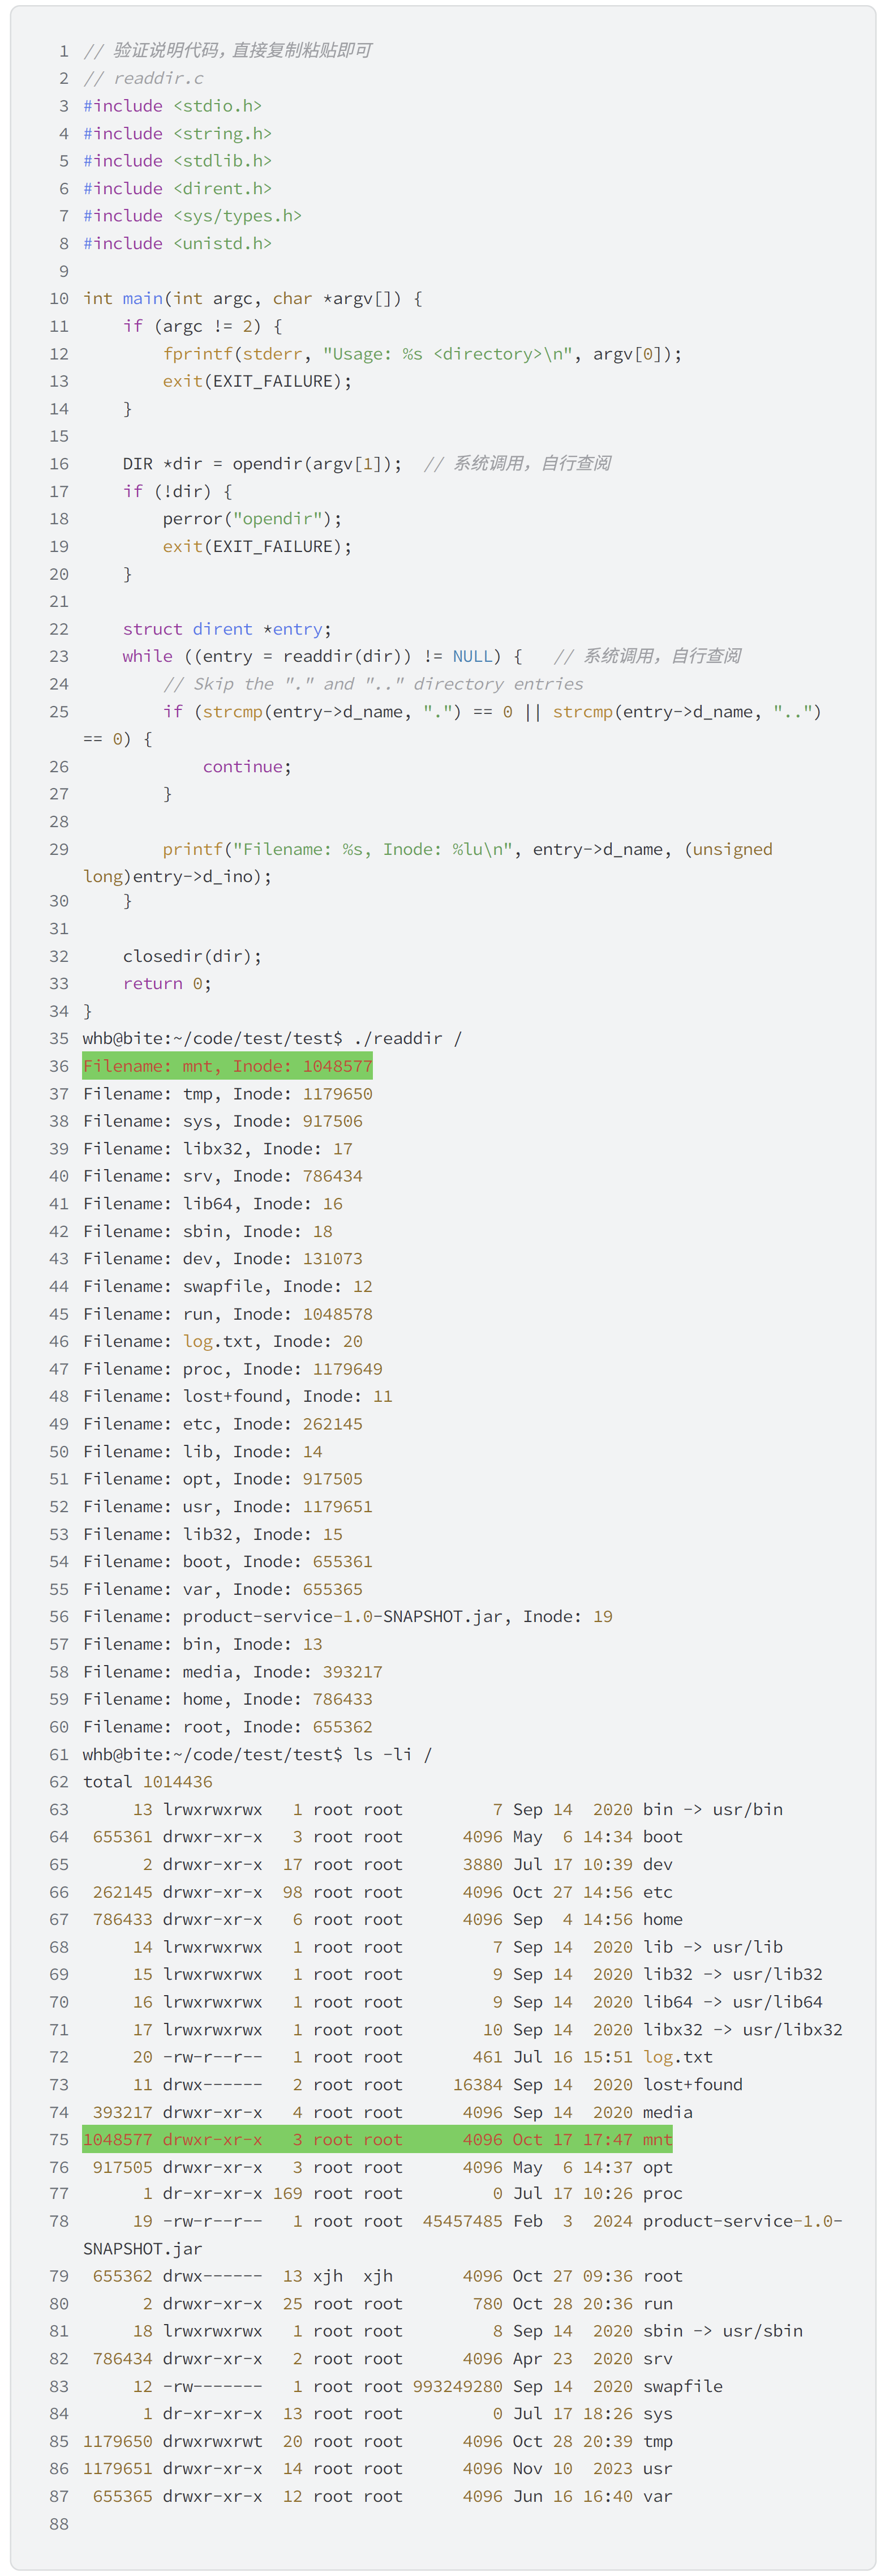 1 // 验证说明代码，直接复制粘贴即可
2 // readdir.c
3 #include <stdio.h>
4 #include <string.h>
5 #include <stdlib.h>
6 #include <dirent.h>
7 #include <sys/types.h>
8 #include <unistd.h>
9
10 int main(int argc, char *argv[]) {
11     if (argc != 2) {
12         fprintf(stderr, "Usage: %s <directory>\n", argv[0]);
13         exit(EXIT_FAILURE);
14     }
15
16     DIR *dir = opendir(argv[1]);  // 系统调用，自行查阅
17     if (!dir) {
18         perror("opendir");
19         exit(EXIT_FAILURE);
20     }
21
22     struct dirent *entry;
23     while ((entry = readdir(dir)) != NULL) {   // 系统调用，自行查阅
24         // Skip the "." and ".." directory entries
25         if (strcmp(entry->d_name, ".") == 0 || strcmp(entry->d_name, "..")
== 0) {
26             continue;
27         }
28
29         printf("Filename: %s, Inode: %lu\n", entry->d_name, (unsigned
long)entry->d_ino);
30     }
31
32     closedir(dir);
33     return 0;
34 }
35 whb@bite:~/code/test/test$ ./readdir /
36 Filename: mnt, Inode: 1048577
37 Filename: tmp, Inode: 1179650
38 Filename: sys, Inode: 917506
39 Filename: libx32, Inode: 17
40 Filename: srv, Inode: 786434
41 Filename: lib64, Inode: 16
42 Filename: sbin, Inode: 18
43 Filename: dev, Inode: 131073
44 Filename: swapfile, Inode: 12
45 Filename: run, Inode: 1048578
46 Filename: log.txt, Inode: 20
47 Filename: proc, Inode: 1179649
48 Filename: lost+found, Inode: 11
49 Filename: etc, Inode: 262145
50 Filename: lib, Inode: 14
51 Filename: opt, Inode: 917505
52 Filename: usr, Inode: 1179651
53 Filename: lib32, Inode: 15
54 Filename: boot, Inode: 655361
55 Filename: var, Inode: 655365
56 Filename: product-service-1.0-SNAPSHOT.jar, Inode: 19
57 Filename: bin, Inode: 13
58 Filename: media, Inode: 393217
59 Filename: home, Inode: 786433
60 Filename: root, Inode: 655362
61 whb@bite:~/code/test/test$ ls -li /
62 total 1014436
63      13 lrwxrwxrwx   1 root root         7 Sep 14  2020 bin -> usr/bin
64  655361 drwxr-xr-x   3 root root      4096 May  6 14:34 boot
65       2 drwxr-xr-x  17 root root      3880 Jul 17 10:39 dev
66  262145 drwxr-xr-x  98 root root      4096 Oct 27 14:56 etc
67  786433 drwxr-xr-x   6 root root      4096 Sep  4 14:56 home
68      14 lrwxrwxrwx   1 root root         7 Sep 14  2020 lib -> usr/lib
69      15 lrwxrwxrwx   1 root root         9 Sep 14  2020 lib32 -> usr/lib32
70      16 lrwxrwxrwx   1 root root         9 Sep 14  2020 lib64 -> usr/lib64
71      17 lrwxrwxrwx   1 root root        10 Sep 14  2020 libx32 -> usr/libx32
72      20 -rw-r--r--   1 root root       461 Jul 16 15:51 log.txt
73      11 drwx------   2 root root     16384 Sep 14  2020 lost+found
74  393217 drwxr-xr-x   4 root root      4096 Sep 14  2020 media
75 1048577 drwxr-xr-x   3 root root      4096 Oct 17 17:47 mnt
76  917505 drwxr-xr-x   3 root root      4096 May  6 14:37 opt
77       1 dr-xr-xr-x 169 root root         0 Jul 17 10:26 proc
78      19 -rw-r--r--   1 root root  45457485 Feb  3  2024 product-service-1.0-
SNAPSHOT.jar
79  655362 drwx------  13 xjh  xjh       4096 Oct 27 09:36 root
80       2 drwxr-xr-x  25 root root       780 Oct 28 20:36 run
81      18 lrwxrwxrwx   1 root root         8 Sep 14  2020 sbin -> usr/sbin
82  786434 drwxr-xr-x   2 root root      4096 Apr 23  2020 srv
83      12 -rw-------   1 root root 993249280 Sep 14  2020 swapfile
84       1 dr-xr-xr-x  13 root root         0 Jul 17 18:26 sys
85 1179650 drwxrwxrwt  20 root root      4096 Oct 28 20:39 tmp
86 1179651 drwxr-xr-x  14 root root      4096 Nov 10  2023 usr
87  655365 drwxr-xr-x  12 root root      4096 Jun 16 16:40 var
88